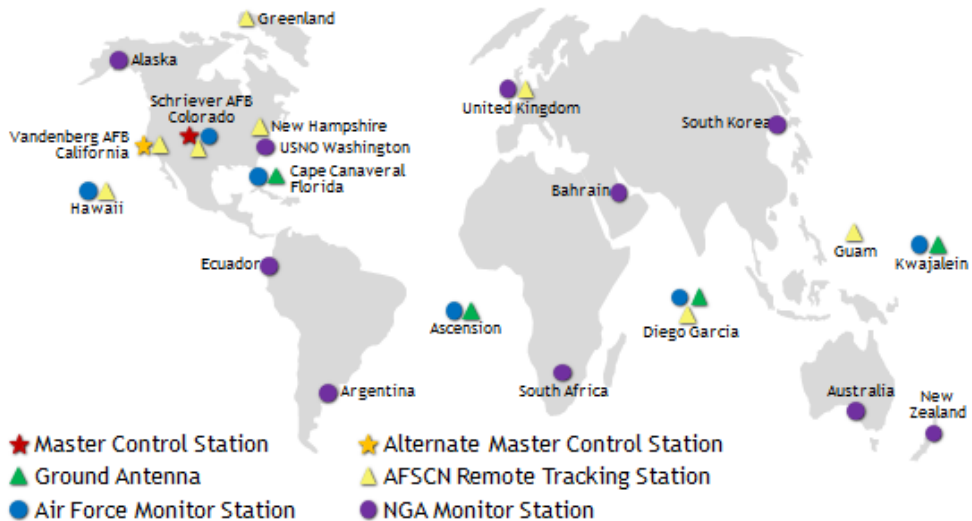 Greenland
Alaska
Schriever AFB
Colorado
United Kingdom
New Hampshire
South Korea
Vandenberg AFB
California
USNO Washington
Cape Canaveral
Florida
Bahrain
Hawaii
Guam
Kwajalein
Ecuador
Ascension
Diego Garcia
Argentina
South Africa
Australia
New
Zealand
Master Control Station
Alternate Master Control Station
Ground Antenna
AFSCN Remote Tracking Station
Air Force Monitor Station
NGA Monitor Station